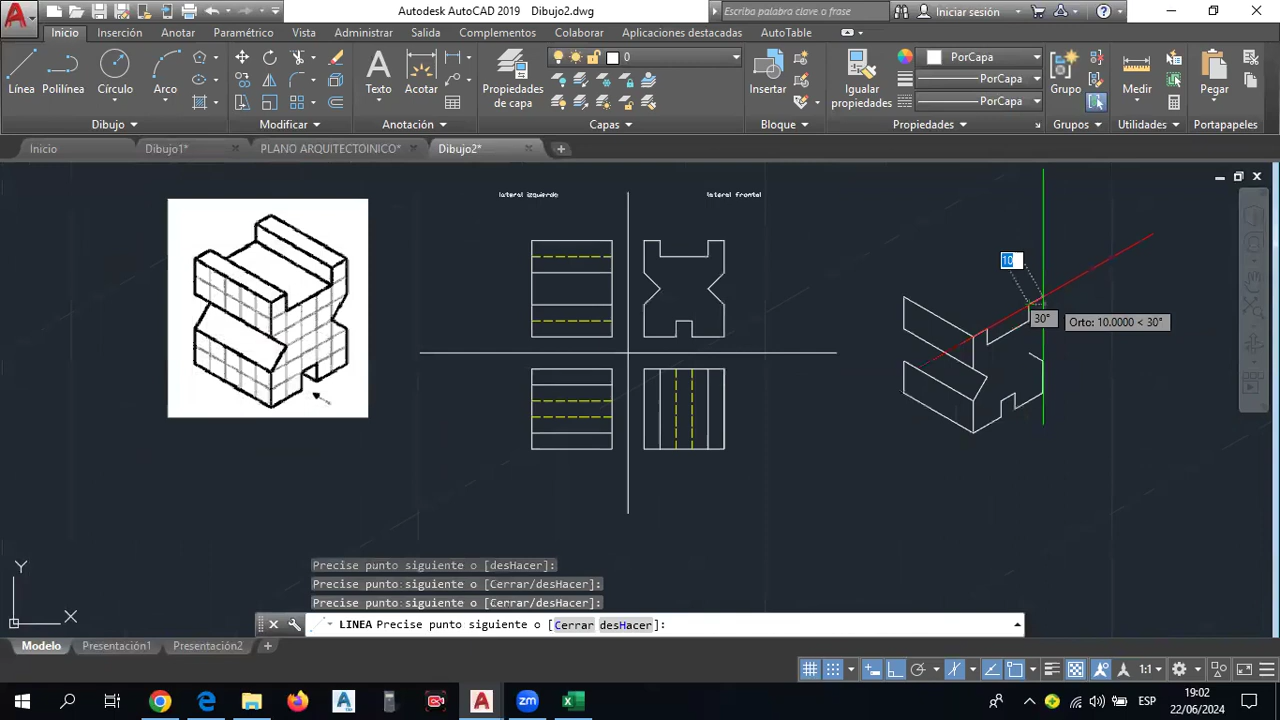 Autodesk AutoCAD 2019 Dibujo2.dwg
Escriba palabra clave o frase
Iniciar sesión
Inicio Inserción Anotar Paramétrico Vista Administrar Salida Complementos Colaborar Aplicaciones destacadas AutoTable
Línea Polilínea Círculo Arco
Texto Acotar
Propiedades de capa
0
Insertar
Igualar propiedades
PorCapa
PorCapa
PorCapa
Grupo
Medir
Pegar
Dibujo Modificar Anotación Capas Bloque Propiedades Grupos Utilidades Portapapeles
Inicio Dibujo1* PLANO ARQUITECTOINICO* Dibujo2*
lateral izquierdo lateral frontal
10
30°
Orto: 10.0000 < 30°
Precise punto siguiente o [desHacer]:
Precise punto siguiente o [Cerrar/desHacer]:
Precise punto siguiente o [Cerrar/desHacer]:
Y
X
LINEA Precise punto siguiente o [Cerrar desHacer]:
Modelo Presentación1 Presentación2
1:1
ESP
19:02
22/06/2024